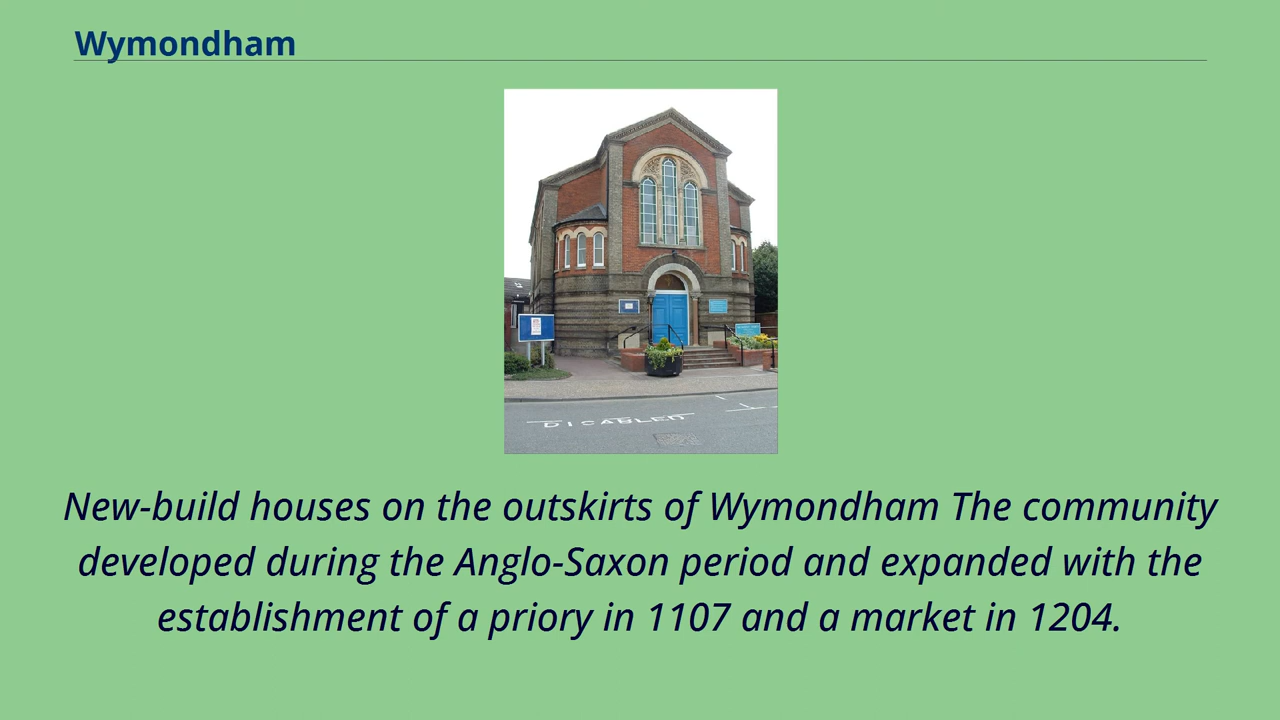 Wymondham
DISABLED
New-build houses on the outskirts of Wymondham The community
developed during the Anglo-Saxon period and expanded with the
establishment of a priory in 1107 and a market in 1204.